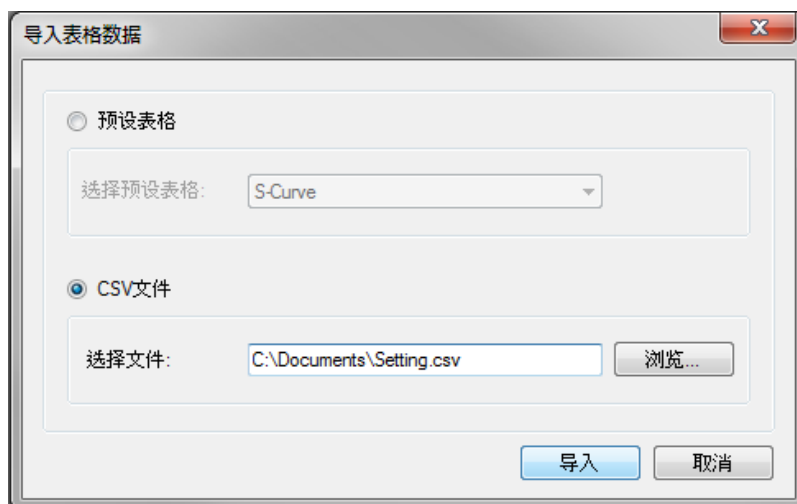 导入表格数据
预设表格
选择预设表格: S-Curve
CSV文件
选择文件: C:\Documents\Setting.csv 浏览...
导入 取消